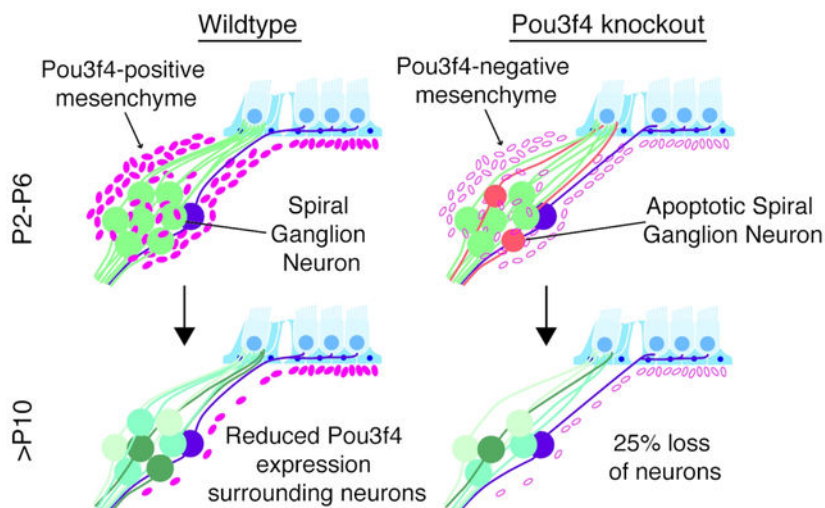 Wildtype
Pou3f4 knockout
Pou3f4-positive
mesenchyme
Pou3f4-negative
mesenchyme
P2-P6
Spiral
Ganglion
Neuron
Apoptotic Spiral
Ganglion Neuron
>P10
Reduced Pou3f4
expression
surrounding neurons
25% loss
of neurons